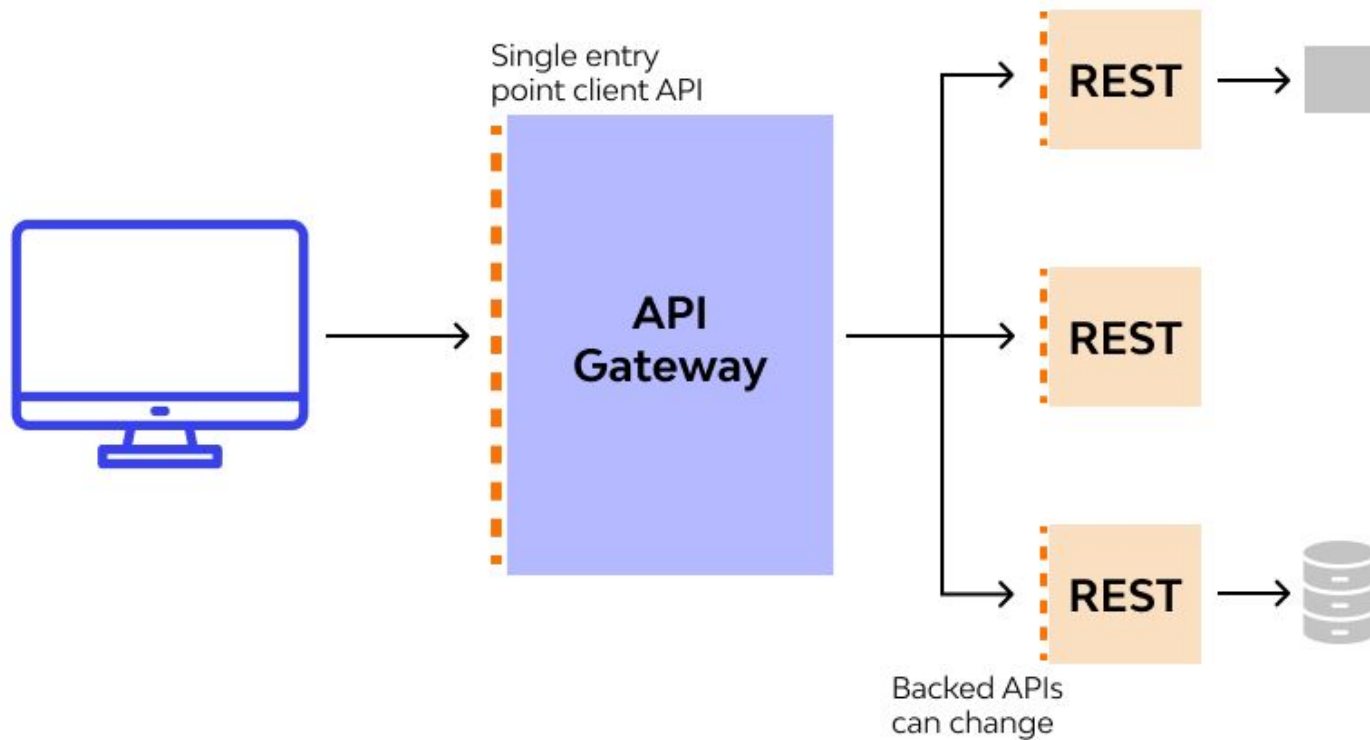 Single entry
point client API
API
Gateway
REST
REST
REST
Backed APIs
can change